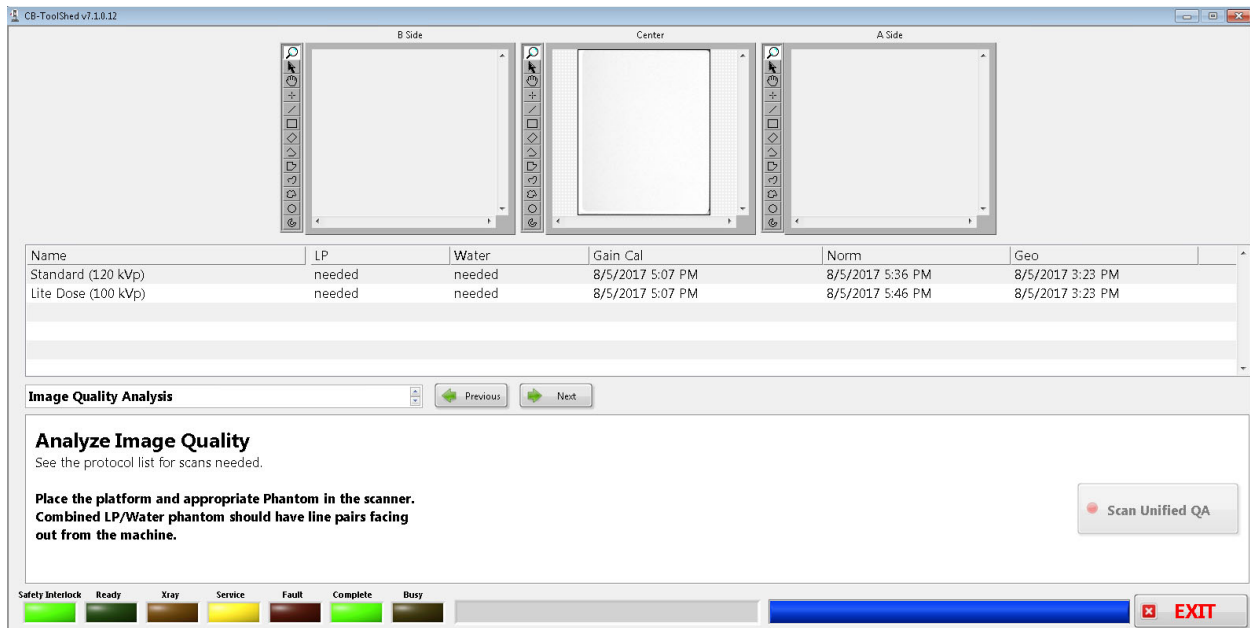 CB-ToolShed v7.1.0.12
B Side
Center
A Side
Name LP Water Gain Cal Norm Geo
Standard (120 kVp) needed needed 8/5/2017 5:07 PM 8/5/2017 5:36 PM 8/5/2017 3:23 PM
Lite Dose (100 kVp) needed needed 8/5/2017 5:07 PM 8/5/2017 5:46 PM 8/5/2017 3:23 PM
Image Quality Analysis
Previous
Next
Analyze Image Quality
See the protocol list for scans needed.
Place the platform and appropriate Phantom in the scanner.
Combined LP/Water phantom should have line pairs facing
out from the machine.
Scan Unified QA
Safety Interlock Ready Xray Service Fault Complete Busy
EXIT